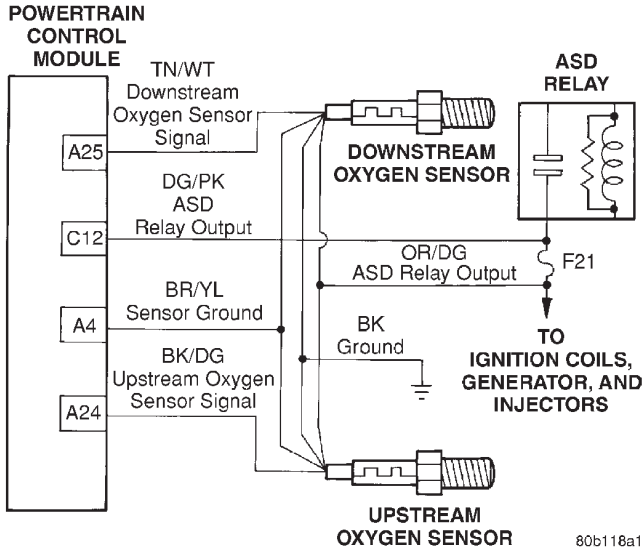 POWERTRAIN
CONTROL
MODULE
TN/WT
Downstream
Oxygen Sensor
Signal
A25
DOWNSTREAM
OXYGEN SENSOR
ASD
RELAY
DG/PK
ASD
Relay Output
C12
OR/DG
ASD Relay Output
F21
BR/YL
Sensor Ground
A4
BK
Ground
TO
IGNITION COILS,
GENERATOR, AND
INJECTORS
BK/DG
Upstream Oxygen
Sensor Signal
A24
UPSTREAM
OXYGEN SENSOR
80b118a1